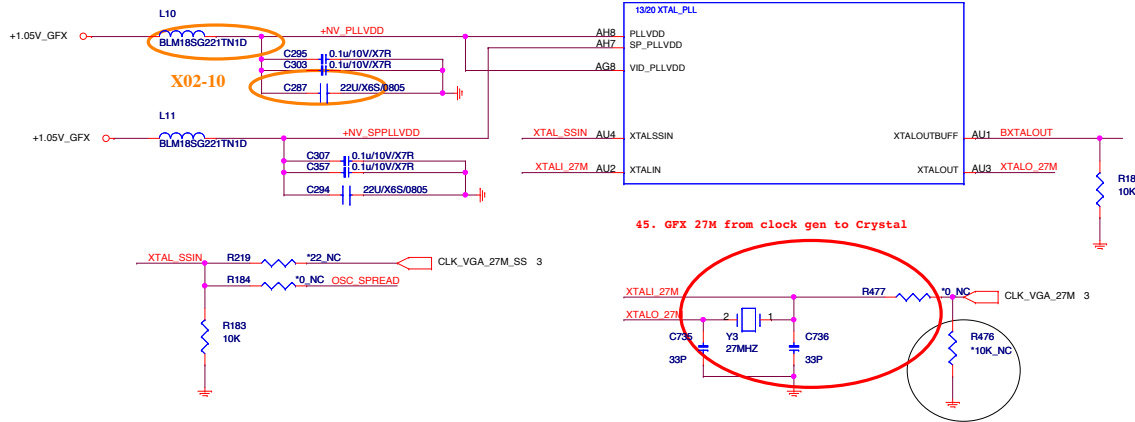 L10
13/20 XTAL_PLL
+1.05V_GFX
BLM18SG221TN1D
+NV_PLLVDD
AH8 PLLVDD
AH7 SP_PLLVDD
C295 0.1u/10V/X7R
C303 0.1u/10V/X7R
AG8 VID_PLLVDD
X02-10
C287 22U/X6S/0805
L11
+1.05V_GFX
BLM18SG221TN1D
+NV_SPPLLVDD
XTAL_SSIN AU4 XTALSSIN
XTALOUTBUFF AU1 BXTALOUT
C307 0.1u/10V/X7R
C357 0.1u/10V/X7R
XTALI_27M AU2 XTALIN
XTALOUT AU3 XTALO_27M
C294 22U/X6S/0805
R18
10K
45. GFX 27M from clock gen to Crystal
XTAL_SSIN R219 *22_NC CLK_VGA_27M_SS 3
R184 *0_NC OSC_SPREAD
R183
10K
XTALI_27M R477 *0_NC CLK_VGA_27M 3
XTALO_27M 2 1
C735 Y3 C736
33P 27MHZ 33P
R476
*10K_NC